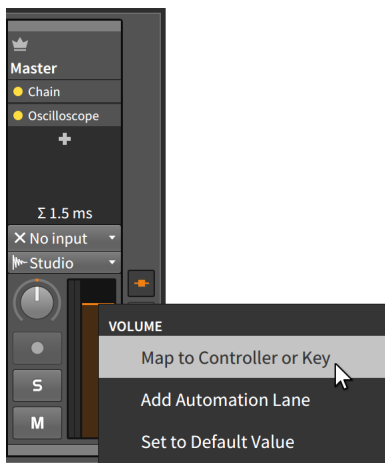 Master
Chain
Oscilloscope
Σ 1.5 ms
No input
Studio
VOLUME
Map to Controller or Key
S
Add Automation Lane
M
Set to Default Value